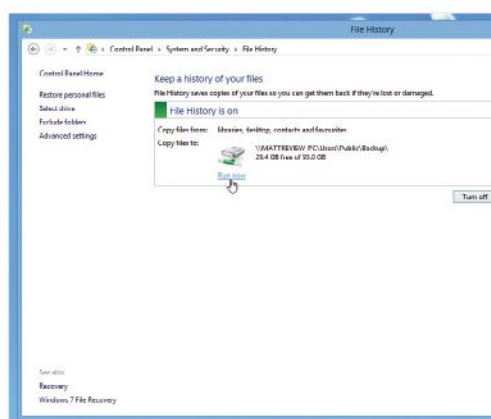 File History
Control Panel › System and Security › File History
Control Panel Home
Restore personal files
Select drive
Exclude folders
Advanced settings
Keep a history of your files
File History saves copies of your files so you can get them back if they're lost or damaged.
File History is on
Copy files from: libraries, desktop, contacts and favourites
Copy files to:
\\MATTREVIEW-PC\Users\Public\Backup\
29.4 GB free of 93.0 GB
Run now
Turn off
See also
Recovery
Windows 7 File Recovery